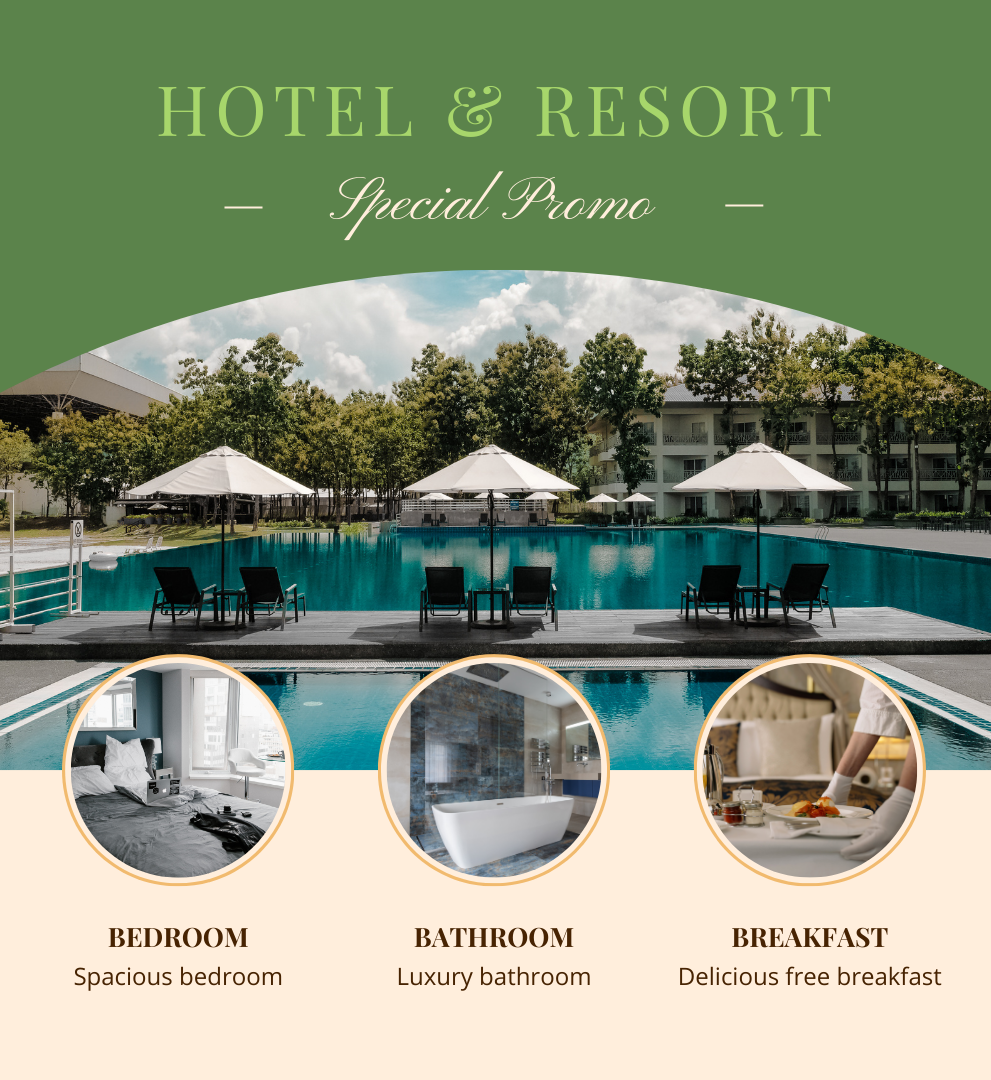 HOTEL & RESORT
Special Promo
BEDROOM
Spacious bedroom
BATHROOM
Luxury bathroom
BREAKFAST
Delicious free breakfast